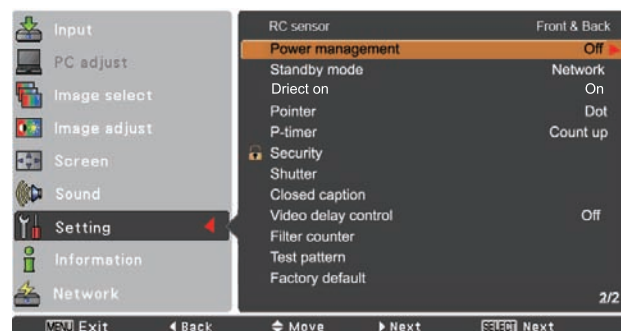 Input
PC adjust
Image select
Image adjust
Screen
Sound
Setting
Information
Network
RC sensor Front & Back
Power management Off
Standby mode Network
Driect on On
Pointer Dot
P-timer Count up
Security
Shutter
Closed caption
Video delay control Off
Filter counter
Test pattern
Factory default
2/2
MENU Exit Back Move Next SELECT Next